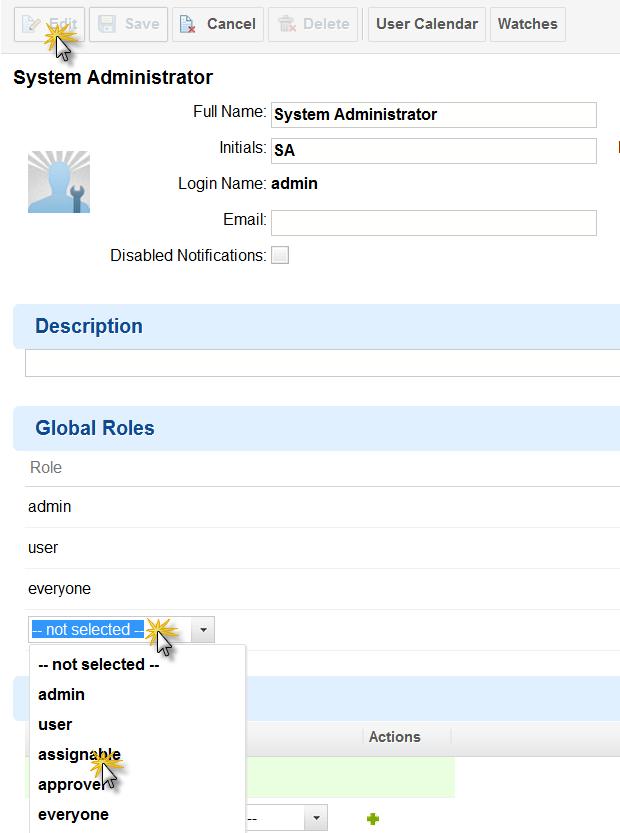 Edit Save Cancel Delete User Calendar Watches
System Administrator
Full Name: System Administrator
Initials: SA
Login Name: admin
Email:
Disabled Notifications:
Description
Global Roles
Role
admin
user
everyone
-- not selected --
-- not selected --
admin
user
Actions
assignable
approver
everyone
--